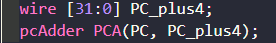 wire [31:0] PC_plus4;
pcAdder PCA(PC, PC_plus4);